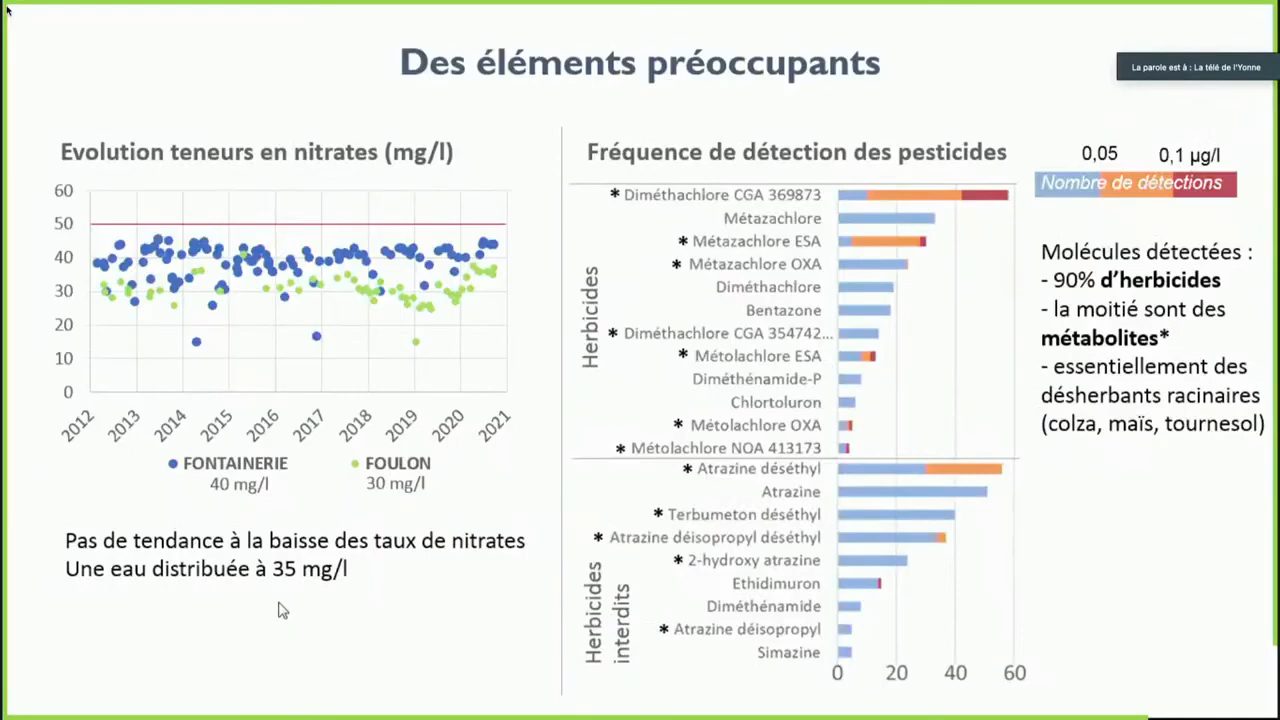 Des éléments préoccupants
La parole est à : La télé de l'Yonne
Evolution teneurs en nitrates (mg/l)
60
50
40
30
20
10
0
2012
2013
2014
2015
2016
2017
2018
2019
2020
2021
FONTAINERIE
40 mg/l
FOULON
30 mg/l
Pas de tendance à la baisse des taux de nitrates
Une eau distribuée à 35 mg/l
Fréquence de détection des pesticides
Herbicides
* Diméthachlore CGA 369873
Métazachlore
* Métazachlore ESA
* Métazachlore OXA
Diméthachlore
Bentazone
* Diméthachlore CGA 354742...
* Métolachlore ESA
Diméthénamide-P
Chlortoluron
* Métolachlore OXA
* Métolachlore NOA 413173
Herbicides
interdits
* Atrazine déséthyl
Atrazine
* Terbumeton déséthyl
* Atrazine déisopropyl déséthyl
* 2-hydroxy atrazine
Ethidimuron
Diméthénamide
* Atrazine déisopropyl
Simazine
0 20 40 60
0,05 0,1 µg/l
Nombre de détections
Molécules détectées :
- 90% d'herbicides
- la moitié sont des
métabolites*
- essentiellement des
désherbants racinaires
(colza, maïs, tournesol)